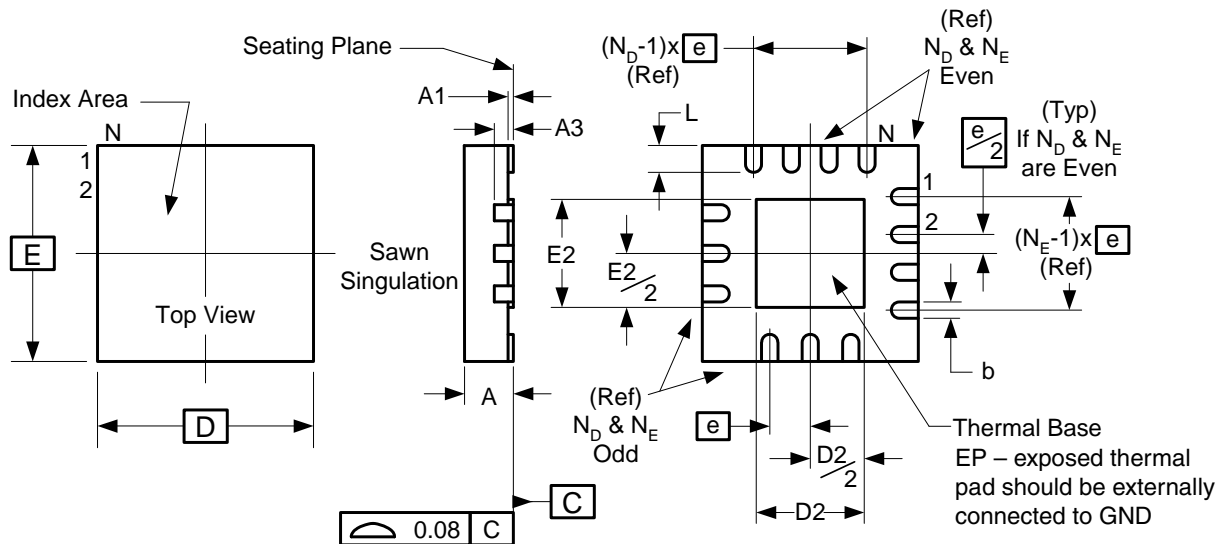 Seating Plane
Index Area
N
1
2
E
Top View
D
A1
A3
Sawn
Singulation
A
C
0.08 C
(N_D-1)x e
(Ref)
(Ref)
N_D & N_E
Even
L
N
e/2
(Typ)
If N_D & N_E
are Even
1
2
(N_E-1)x e
(Ref)
E2
E2/2
b
(Ref)
N_D & N_E
Odd
e
D2/2
D2
Thermal Base
EP – exposed thermal
pad should be externally
connected to GND